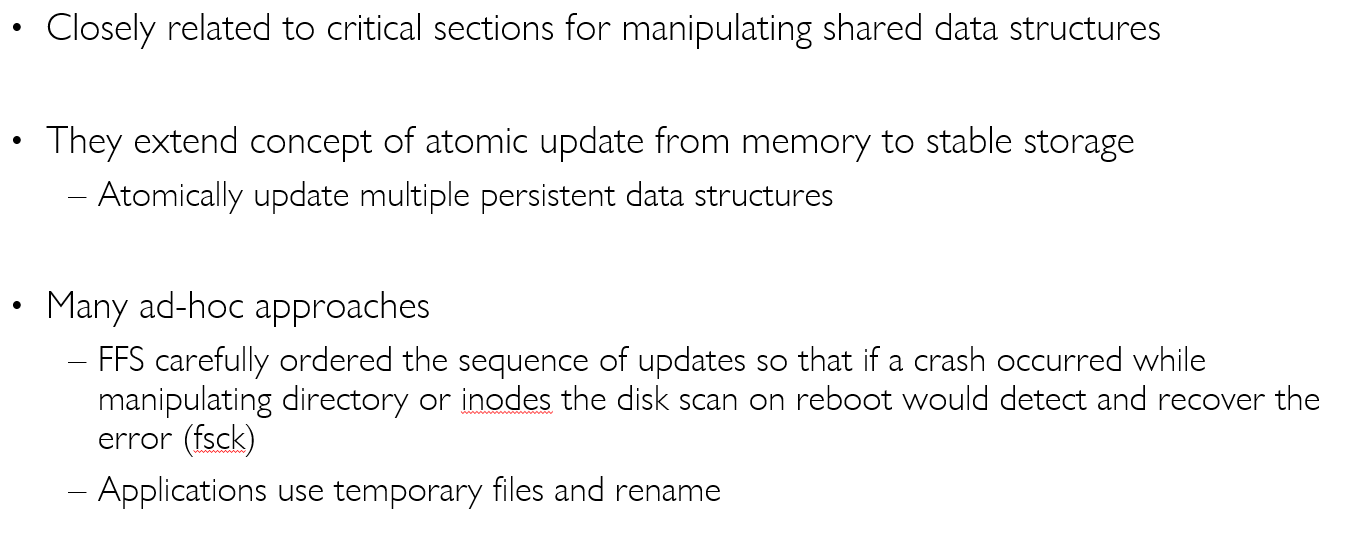 • Closely related to critical sections for manipulating shared data structures
• They extend concept of atomic update from memory to stable storage
– Atomically update multiple persistent data structures
• Many ad-hoc approaches
– FFS carefully ordered the sequence of updates so that if a crash occurred while
manipulating directory or inodes the disk scan on reboot would detect and recover the
error (fsck)
– Applications use temporary files and rename